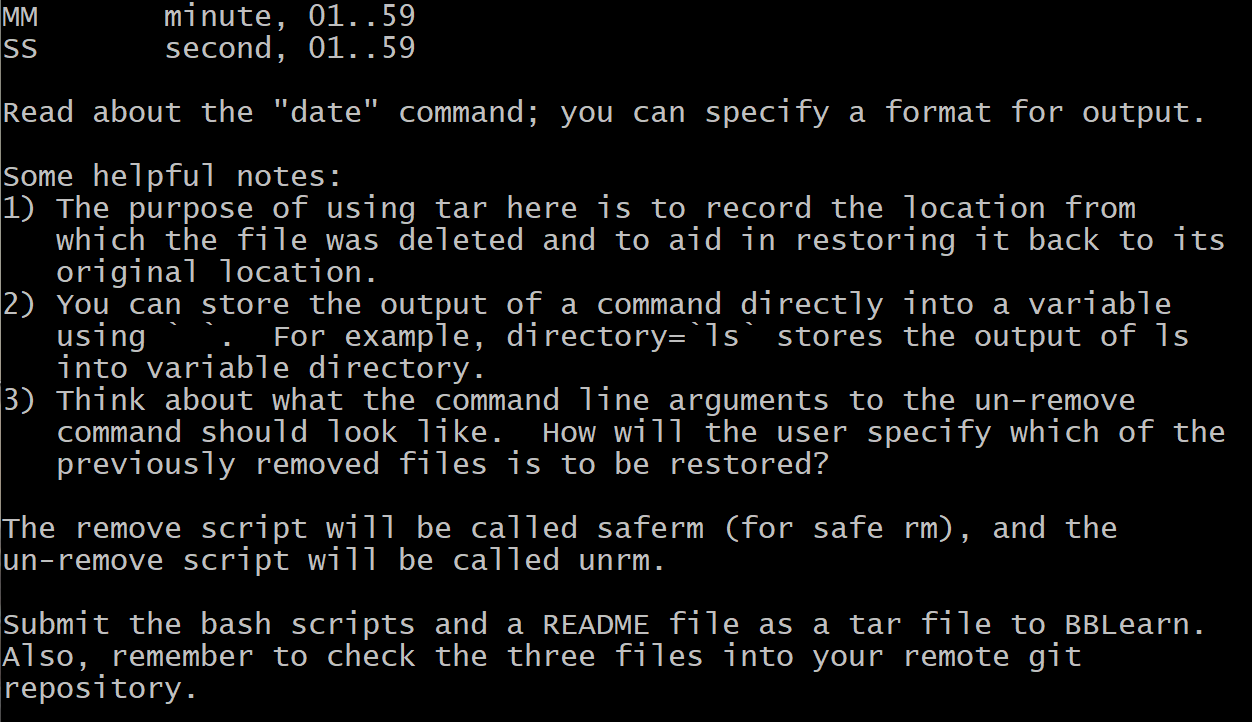 MM       minute, 01..59
SS       second, 01..59

Read about the "date" command; you can specify a format for output.

Some helpful notes:
1) The purpose of using tar here is to record the location from
   which the file was deleted and to aid in restoring it back to its
   original location.
2) You can store the output of a command directly into a variable
   using ` `.  For example, directory=`ls` stores the output of ls
   into variable directory.
3) Think about what the command line arguments to the un-remove
   command should look like.  How will the user specify which of the
   previously removed files is to be restored?

The remove script will be called saferm (for safe rm), and the
un-remove script will be called unrm.

Submit the bash scripts and a README file as a tar file to BBLearn.
Also, remember to check the three files into your remote git
repository.